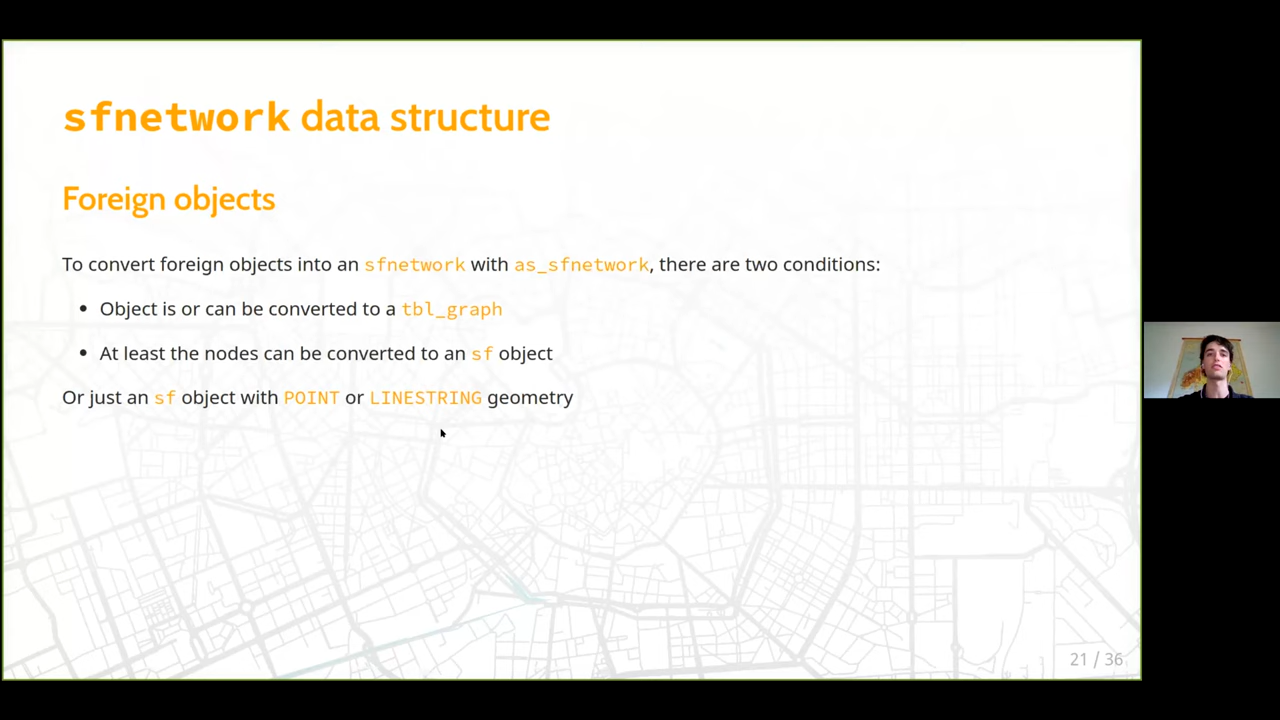 sfnetwork data structure
Foreign objects
To convert foreign objects into an sfnetwork with as_sfnetwork, there are two conditions:
• Object is or can be converted to a tbl_graph
• At least the nodes can be converted to an sf object
Or just an sf object with POINT or LINESTRING geometry
21 / 36